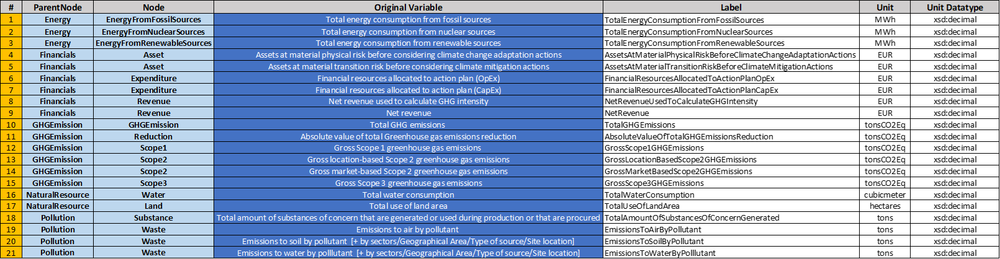 # ParentNode Node Original Variable Label Unit Unit Datatype
1 Energy EnergyFromFossilSources Total energy consumption from fossil sources TotalEnergyConsumptionFromFossilSources MWh xsd:decimal
2 Energy EnergyFromNuclearSources Total energy consumption from nuclear sources TotalEnergyConsumptionFromNuclearSources MWh xsd:decimal
3 Energy EnergyFromRenewableSources Total energy consumption from renewable sources TotalEnergyConsumptionFromRenewableSources MWh xsd:decimal
4 Financials Asset Assets at material physical risk before considering climate change adaptation actions AssetsAtMaterialPhysicalRiskBeforeClimateChangeAdaptationActions EUR xsd:decimal
5 Financials Asset Assets at material transition risk before considering climate mitigation actions AssetsAtMaterialTransitionRiskBeforeClimateMitigationActions EUR xsd:decimal
6 Financials Expenditure Financial resources allocated to action plan (OpEx) FinancialResourcesAllocatedToActionPlanOpEx EUR xsd:decimal
7 Financials Expenditure Financial resources allocated to action plan (CapEx) FinancialResourcesAllocatedToActionPlanCapEx EUR xsd:decimal
8 Financials Revenue Net revenue used to calculate GHG intensity NetRevenueUsedToCalculateGHGIntensity EUR xsd:decimal
9 Financials Revenue Net revenue NetRevenue EUR xsd:decimal
10 GHGEmission GHGEmission Total GHG emissions TotalGHGEmissions tonsCO2Eq xsd:decimal
11 GHGEmission Reduction Absolute value of total Greenhouse gas emissions reduction AbsoluteValueOfTotalGHGEmissionsReduction tonsCO2Eq xsd:decimal
12 GHGEmission Scope1 Gross Scope 1 greenhouse gas emissions GrossScope1GHGEmissions tonsCO2Eq xsd:decimal
13 GHGEmission Scope2 Gross location-based Scope 2 greenhouse gas emissions GrossLocationBasedScope2GHGEmissions tonsCO2Eq xsd:decimal
14 GHGEmission Scope2 Gross market-based Scope 2 greenhouse gas emissions GrossMarketBasedScope2GHGEmissions tonsCO2Eq xsd:decimal
15 GHGEmission Scope3 Gross Scope 3 greenhouse gas emissions GrossScope3GHGEmissions tonsCO2Eq xsd:decimal
16 NaturalResource Water Total water consumption TotalWaterConsumption cubicmeter xsd:decimal
17 NaturalResource Land Total use of land area TotalUseOfLandArea hectares xsd:decimal
18 Pollution Substance Total amount of substances of concern that are generated or used during production or that are procured TotalAmountOfSubstancesOfConcernGenerated tons xsd:decimal
19 Pollution Waste Emissions to air by pollutant EmissionsToAirByPollutant tons xsd:decimal
20 Pollution Waste Emissions to soil by pollutant [+ by sectors/Geographical Area/Type of source/Site location] EmissionsToSoilByPollutant tons xsd:decimal
21 Pollution Waste Emissions to water by polllutant [+ by sectors/Geographical Area/Type of source/Site location] EmissionsToWaterByPolllutant tons xsd:decimal